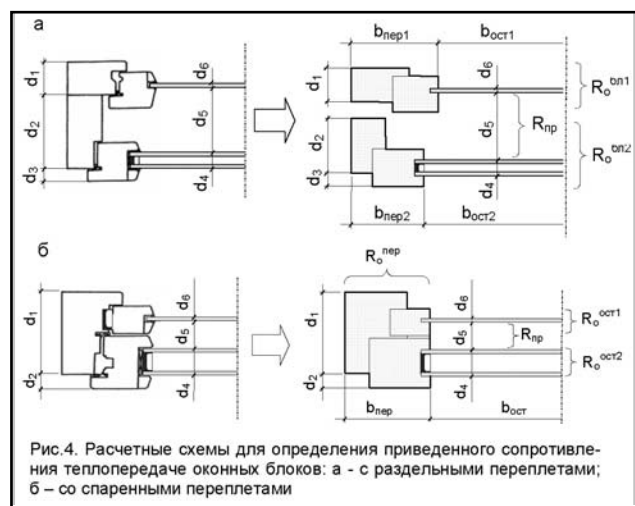 а
d₁
d₂
d₃
d₆
d₅
d₄
bпер1
bост1
d₁
d₂
d₃
d₆
d₅
d₄
Rₒбл1
Rпр
Rₒбл2
bпер2
bост2
б
d₁
d₂
d₆
d₅
d₄
Rₒпер
d₁
d₂
d₆
d₅
d₄
Rₒост1
Rпр
Rₒост2
bпер
bост
Рис.4. Расчетные схемы для определения приведенного сопротивле-
ния теплопередаче оконных блоков: а - с раздельными переплетами;
б – со спаренными переплетами